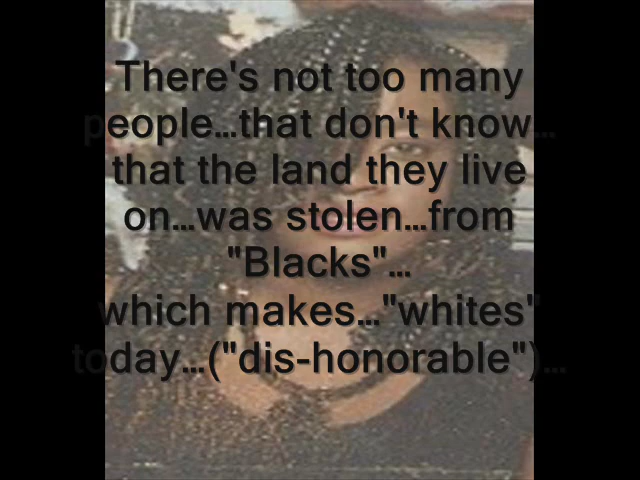 There's not too many
people...that don't know...
that the land they live
on...was stolen...from
"Blacks"...
which makes..."whites"
today...("dis-honorable")...